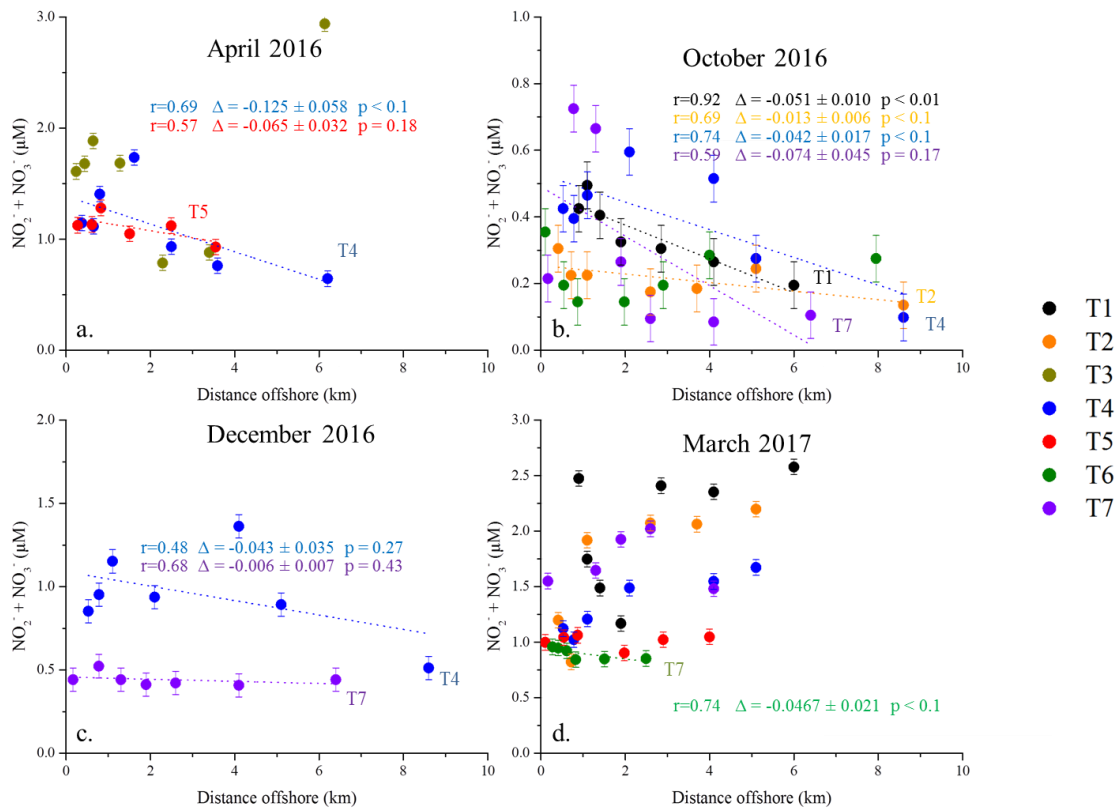 April 2016
r=0.69 Δ = -0.125 ± 0.058 p < 0.1
r=0.57 Δ = -0.065 ± 0.032 p = 0.18
T5
T4
a.
3.0
2.0
1.0
0.0
NO₂⁻ + NO₃⁻ (μM)
0 2 4 6 8 10
Distance offshore (km)
October 2016
r=0.92 Δ = -0.051 ± 0.010 p < 0.01
r=0.69 Δ = -0.013 ± 0.006 p < 0.1
r=0.74 Δ = -0.042 ± 0.017 p < 0.1
r=0.59 Δ = -0.074 ± 0.045 p = 0.17
T1
T2
T7
T4
b.
1.0
0.8
0.6
0.4
0.2
0.0
NO₂⁻ + NO₃⁻ (μM)
0 2 4 6 8 10
Distance offshore (km)
December 2016
r=0.48 Δ = -0.043 ± 0.035 p = 0.27
r=0.68 Δ = -0.006 ± 0.007 p = 0.43
T4
T7
c.
2.0
1.5
1.0
0.5
0.0
NO₂⁻ + NO₃⁻ (μM)
0 2 4 6 8 10
Distance offshore (km)
March 2017
T7
r=0.74 Δ = -0.0467 ± 0.021 p < 0.1
d.
3.0
2.5
2.0
1.5
1.0
0.5
0.0
NO₂⁻ + NO₃⁻ (μM)
0 2 4 6 8 10
Distance offshore (km)
T1
T2
T3
T4
T5
T6
T7